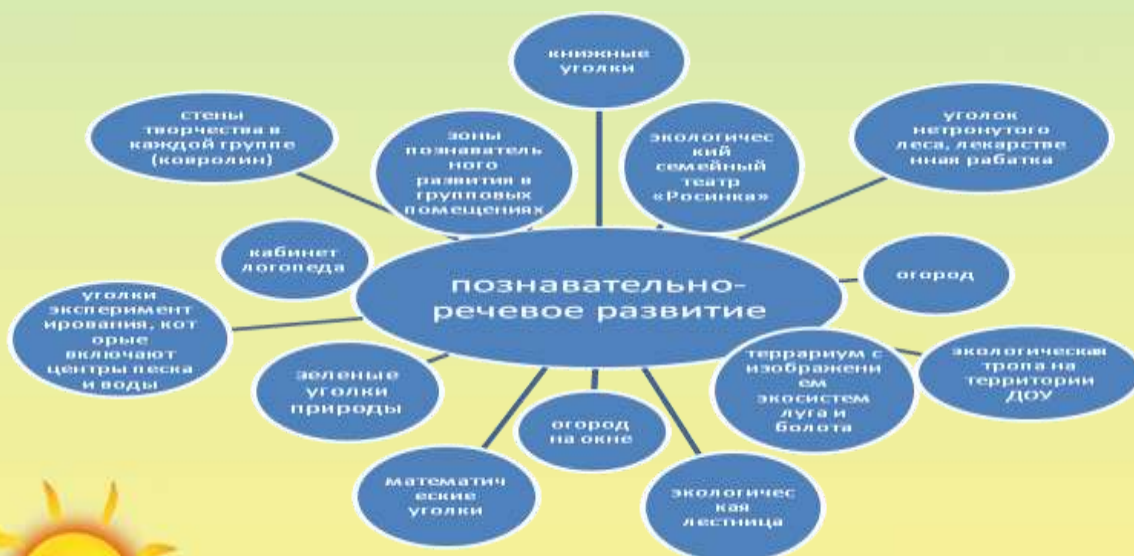 книжные
уголки
стены
творчества в
каждой группе
(ковролин)
зоны
познаватель
ного
развития в
групповых
помещениях
экологичес
кий
семейный
театр
«Росинка»
уголок
нетронутого
леса, лекарстве
нная рабатка
кабинет
логопеда
познавательно-
речевое развитие
огород
уголки
эксперимент
ирования, кот
орые
включают
центры песка
и воды
зеленые
уголки
природы
огород
на окне
террариум с
изображени
ем
экосистем
луга и
болота
экологическая
тропа на
территории
ДОУ
математич
еские
уголки
экологичес
кая
лестница